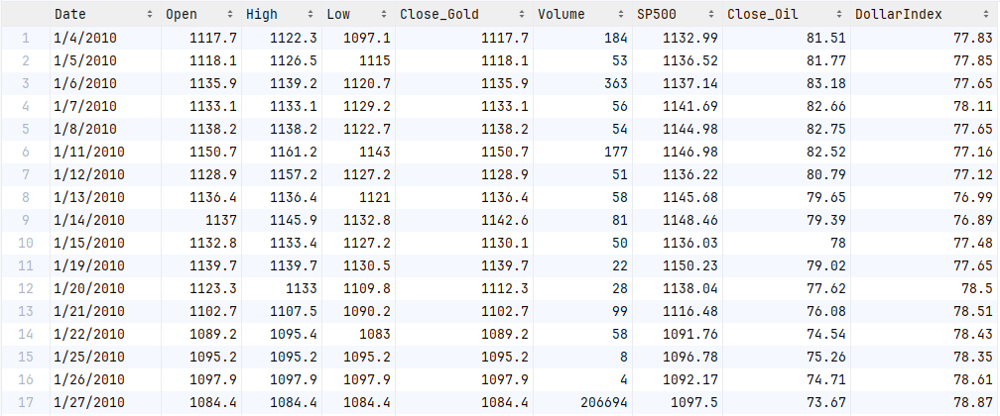 Date Open High Low Close_Gold Volume SP500 Close_Oil DollarIndex
1 1/4/2010 1117.7 1122.3 1097.1 1117.7 184 1132.99 81.51 77.83
2 1/5/2010 1118.1 1126.5 1115 1118.1 53 1136.52 81.77 77.85
3 1/6/2010 1135.9 1139.2 1120.7 1135.9 363 1137.14 83.18 77.65
4 1/7/2010 1133.1 1133.1 1129.2 1133.1 56 1141.69 82.66 78.11
5 1/8/2010 1138.2 1138.2 1122.7 1138.2 54 1144.98 82.75 77.65
6 1/11/2010 1150.7 1161.2 1143 1150.7 177 1146.98 82.52 77.16
7 1/12/2010 1128.9 1157.2 1127.2 1128.9 51 1136.22 80.79 77.12
8 1/13/2010 1136.4 1136.4 1121 1136.4 58 1145.68 79.65 76.99
9 1/14/2010 1137 1145.9 1132.8 1142.6 81 1148.46 79.39 76.89
10 1/15/2010 1132.8 1133.4 1127.2 1130.1 50 1136.03 78 77.48
11 1/19/2010 1139.7 1139.7 1130.5 1139.7 22 1150.23 79.02 77.65
12 1/20/2010 1123.3 1133 1109.8 1112.3 28 1138.04 77.62 78.5
13 1/21/2010 1102.7 1107.5 1090.2 1102.7 99 1116.48 76.08 78.51
14 1/22/2010 1089.2 1095.4 1083 1089.2 58 1091.76 74.54 78.43
15 1/25/2010 1095.2 1095.2 1095.2 1095.2 8 1096.78 75.26 78.35
16 1/26/2010 1097.9 1097.9 1097.9 1097.9 4 1092.17 74.71 78.61
17 1/27/2010 1084.4 1084.4 1084.4 1084.4 206694 1097.5 73.67 78.87